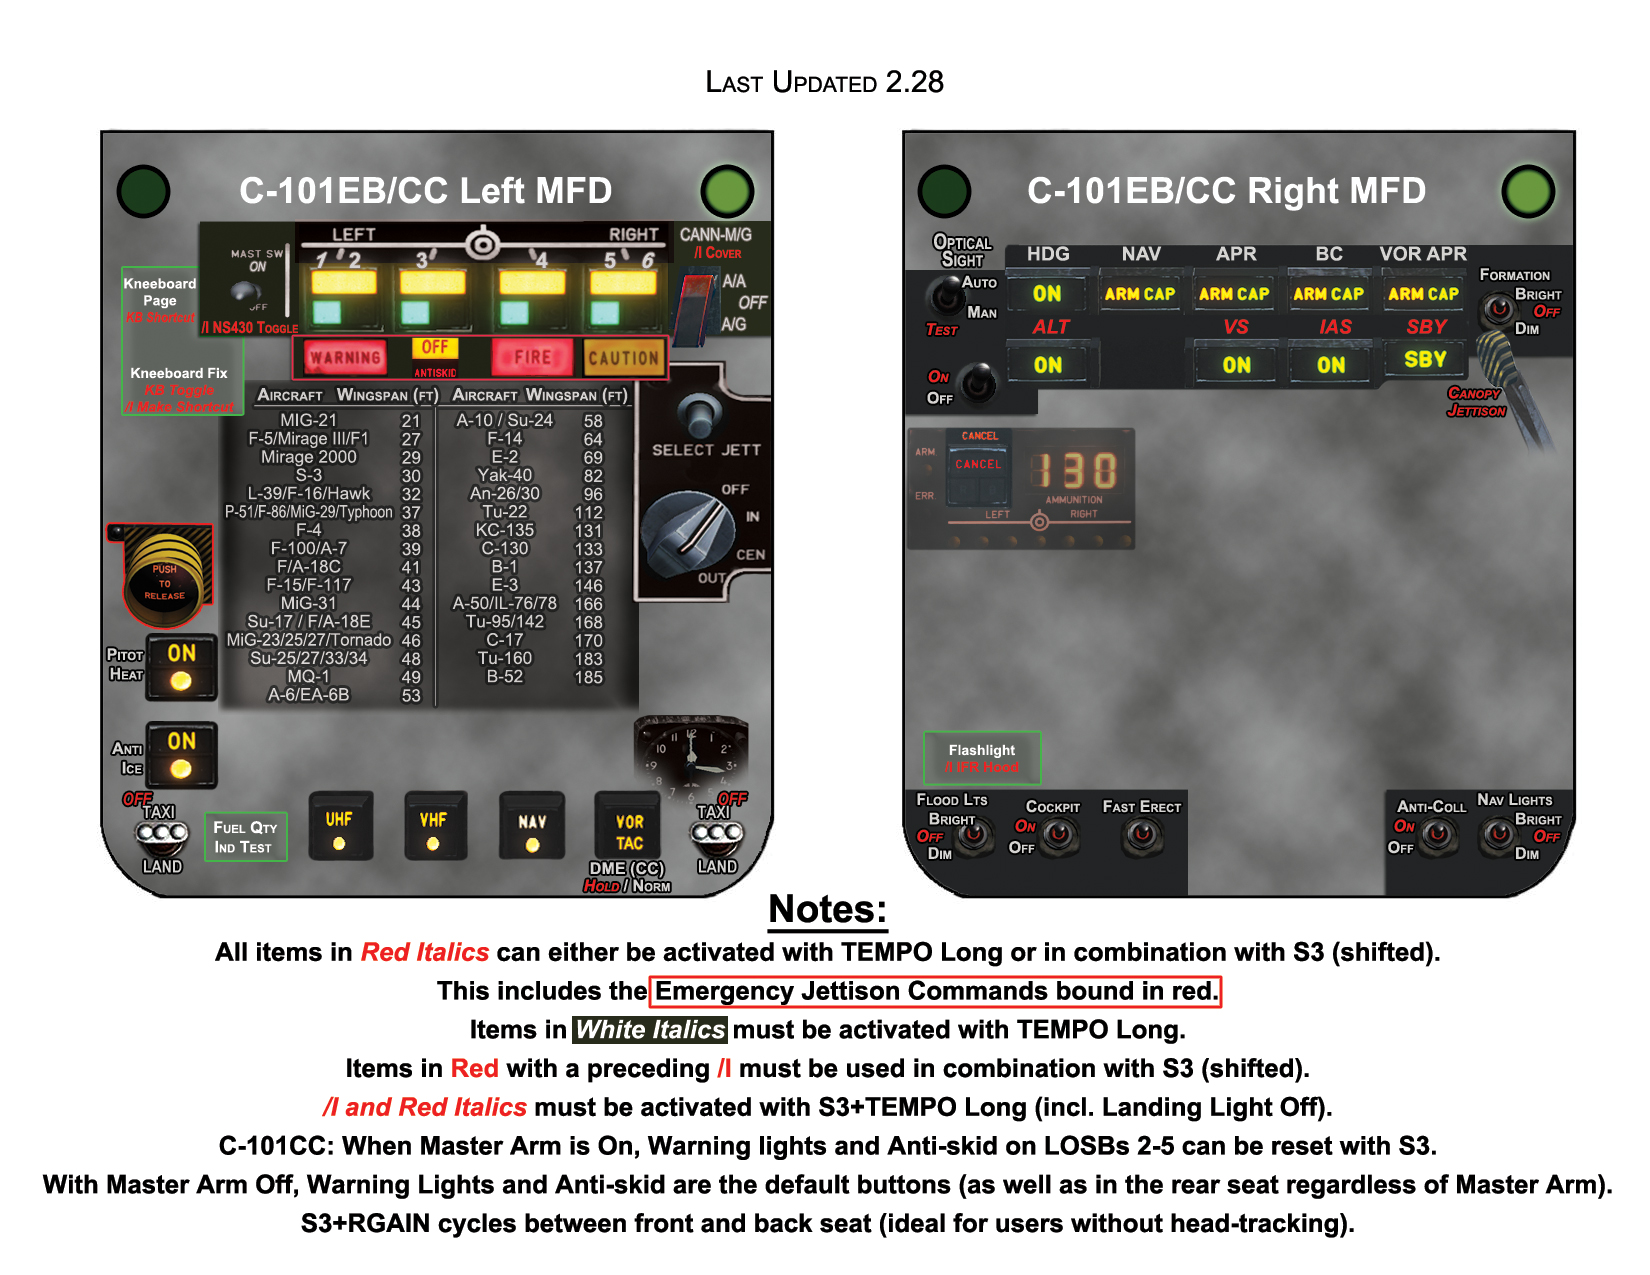 Last Updated 2.28
C-101EB/CC Left MFD
LEFT RIGHT
1 2 3 4 5 6
MAST SW
ON
OFF
/I NS430 Toggle
CANN-M/G
/I Cover
A/A
OFF
A/G
Kneeboard
Page
KB Shortcut
Kneeboard Fix
KB Toggle
/I Make Shortcut
WARNING
OFF
ANTISKID
FIRE
CAUTION
Aircraft Wingspan (ft) Aircraft Wingspan (ft)
MIG-21 21 A-10 / Su-24 58
F-5/Mirage III/F1 27 F-14 64
Mirage 2000 29 E-2 69
S-3 30 Yak-40 82
L-39/F-16/Hawk 32 An-26/30 96
P-51/F-86/MiG-29/Typhoon 37 Tu-22 112
F-4 38 KC-135 131
F-100/A-7 39 C-130 133
F/A-18C 41 B-1 137
F-15/F-117 43 E-3 146
MiG-31 44 A-50/IL-76/78 166
Su-17 / F/A-18E 45 Tu-95/142 168
MiG-23/25/27/Tornado 46 C-17 170
Su-25/27/33/34 48 Tu-160 183
MQ-1 49 B-52 185
A-6/EA-6B 53
SELECT JETT
OFF
IN
CEN
OUT
PUSH
TO
RELEASE
Pitot
Heat
ON
Anti
Ice
ON
OFF
TAXI
LAND
Fuel Qty
Ind Test
UHF
VHF
NAV
VOR
TAC
DME (CC)
Hold / Norm
12 1 2 3 4 5 6 7 8 9 10
OFF
TAXI
LAND
C-101EB/CC Right MFD
Optical
Sight
Auto
Man
Test
On
Off
HDG NAV APR BC VOR APR
ON ARM CAP ARM CAP ARM CAP ARM CAP
ALT VS IAS SBY
ON ON ON SBY
Formation
Bright
Off
Dim
Canopy
Jettison
ARM.
ERR.
CANCEL
CANCEL
130
AMMUNITION
LEFT RIGHT
Flashlight
/I IFR Hood
Flood Lts
Bright
Off
Dim
Cockpit
On
Off
Fast Erect
Anti-Coll
On
Off
Nav Lights
Bright
Off
Dim
Notes:
All items in Red Italics can either be activated with TEMPO Long or in combination with S3 (shifted).
This includes the Emergency Jettison Commands bound in red.
Items in White Italics must be activated with TEMPO Long.
Items in Red with a preceding /I must be used in combination with S3 (shifted).
/I and Red Italics must be activated with S3+TEMPO Long (incl. Landing Light Off).
C-101CC: When Master Arm is On, Warning lights and Anti-skid on LOSBs 2-5 can be reset with S3.
With Master Arm Off, Warning Lights and Anti-skid are the default buttons (as well as in the rear seat regardless of Master Arm).
S3+RGAIN cycles between front and back seat (ideal for users without head-tracking).